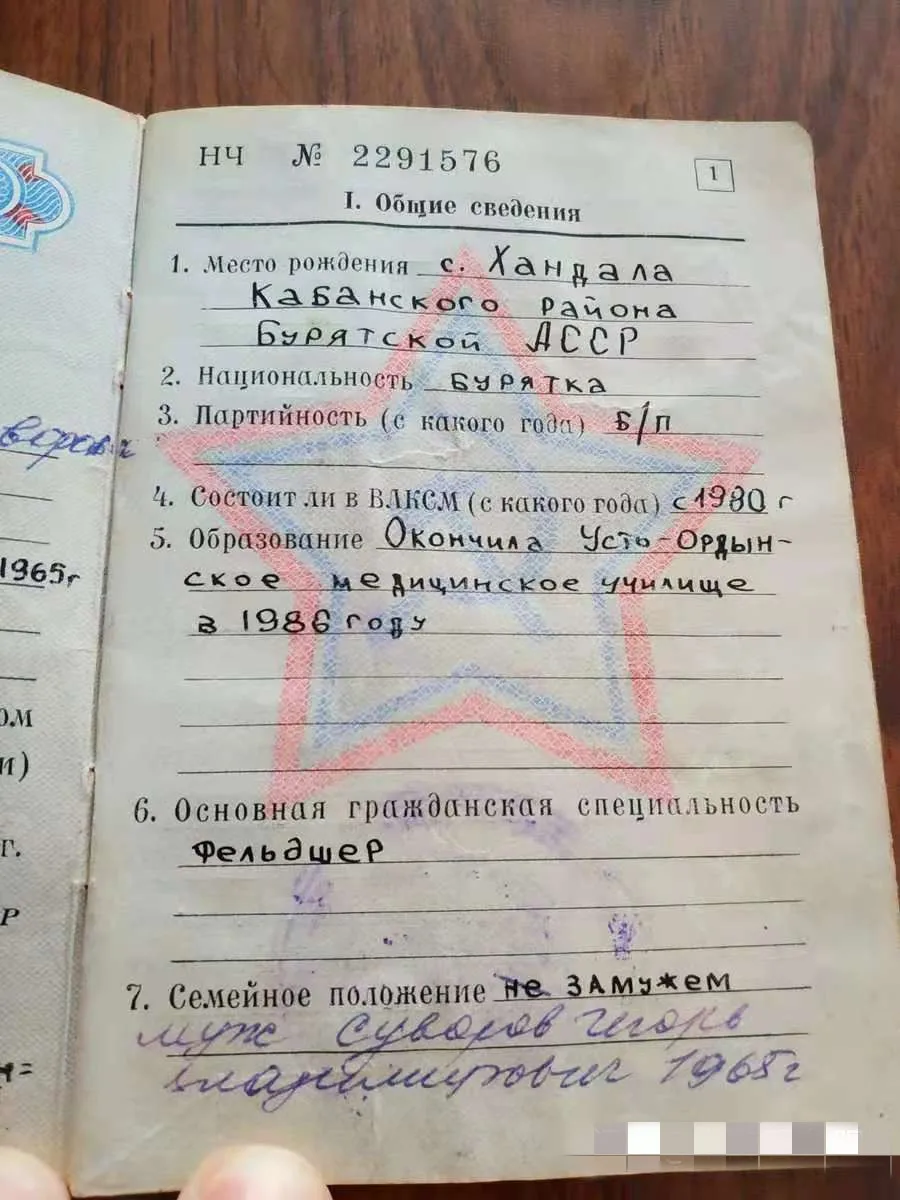 НЧ № 2291576
1
I. Общие сведения
1. Место рождения с. Хандала
Кабанского района
Бурятской АССР
2. Национальность бурятка
3. Партийность (с какого года) Б/П
4. Состоит ли в ВЛКСМ (с какого года) с 1980 г
5. Образование Окончила Усть-Ордын-
ское медицинское училище
в 1986 году
6. Основная гражданская специальность
Фельдшер
7. Семейное положение не замужем
муж Суворов Игорь
Владимирович 1965г
1965г
ом
и)
г.
Р